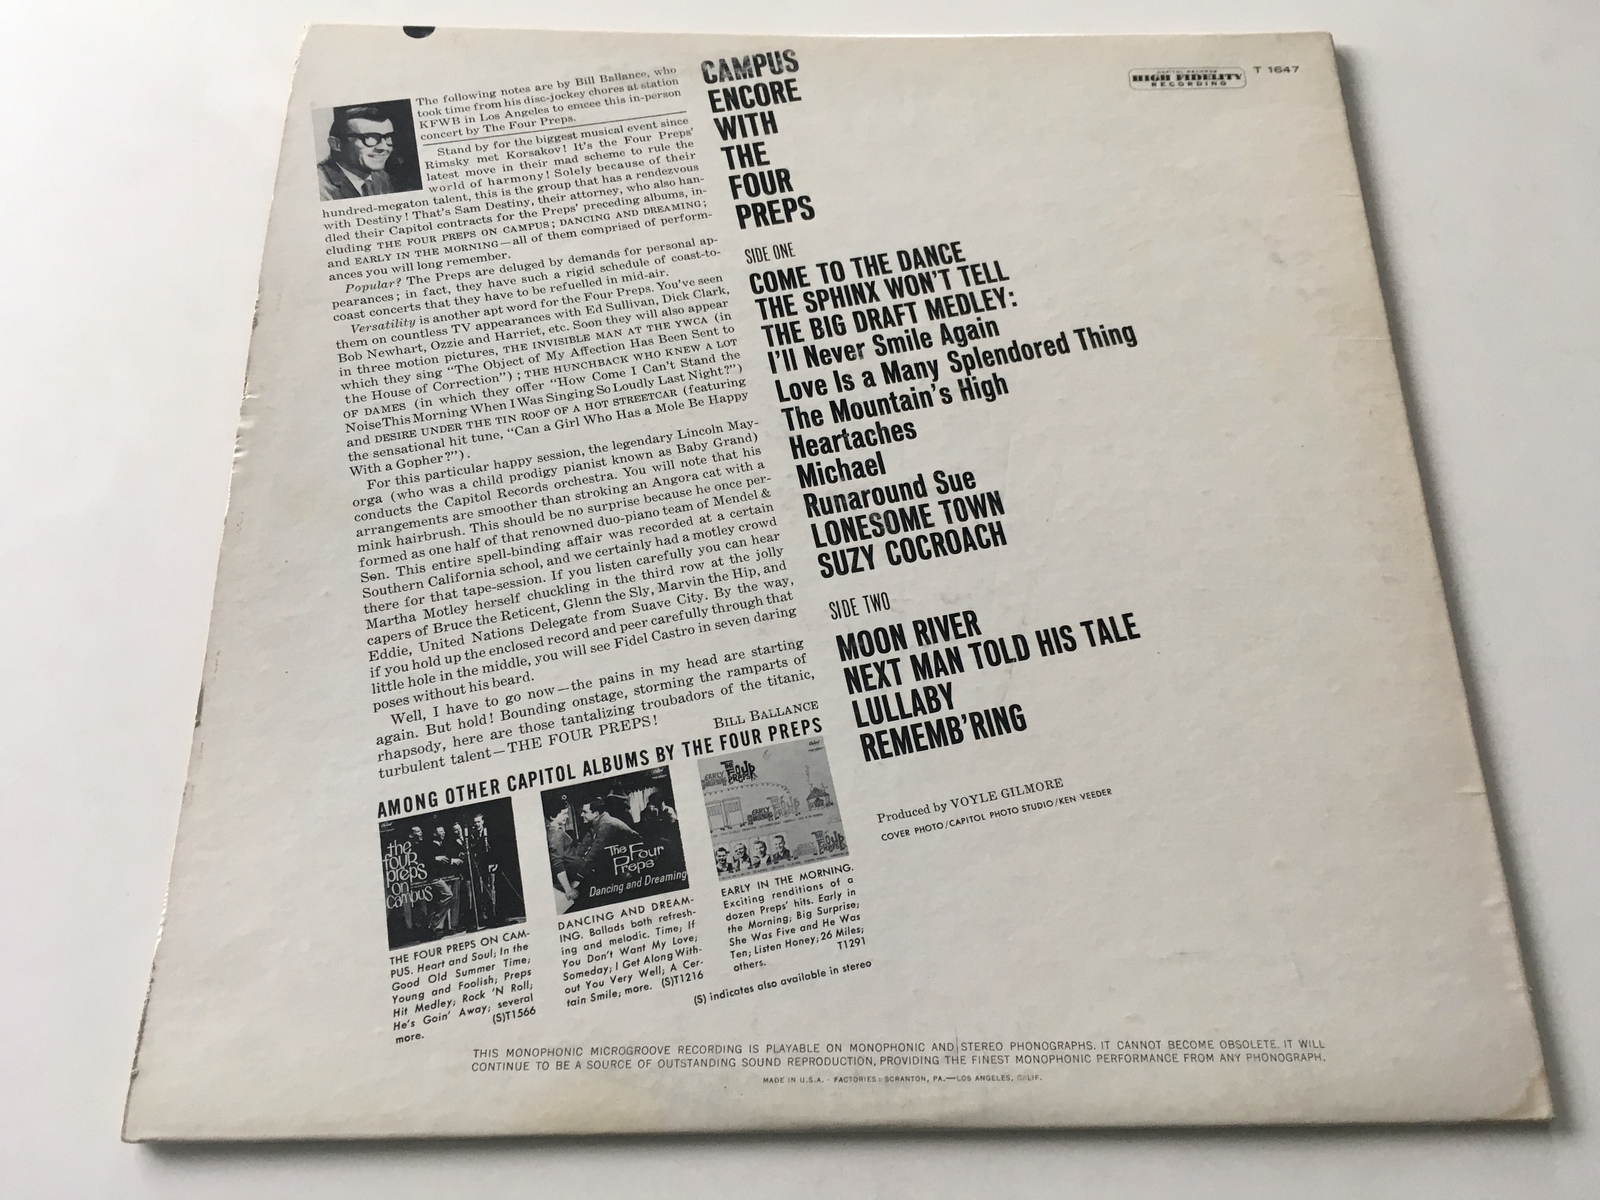 The following notes are by Bill Ballance, who
took time from his disc-jockey chores at station
KFWB in Los Angeles to emcee this in-person
concert by The Four Preps.
Stand by for the biggest musical event since
Rimsky met Korsakov! It's the Four Preps'
latest move in their mad scheme to rule the
world of harmony! Solely because of their
hundred-megaton talent, this is the group that has a rendezvous
with Destiny! That's Sam Destiny, their attorney, who also han-
dled their Capitol contracts for the Preps' preceding albums, in-
cluding THE FOUR PREPS ON CAMPUS; DANCING AND DREAMING;
and EARLY IN THE MORNING—all of them comprised of perform-
ances you will long remember.
Popular? The Preps are deluged by demands for personal ap-
pearances; in fact, they have such a rigid schedule of coast-to-
coast concerts that they have to be refuelled in mid-air.
Versatility is another apt word for the Four Preps. You've seen
them on countless TV appearances with Ed Sullivan, Dick Clark,
Bob Newhart, Ozzie and Harriet, etc. Soon they will also appear
in three motion pictures, THE INVISIBLE MAN AT THE YWCA (in
which they sing "The Object of My Affection Has Been Sent to
the House of Correction"); THE HUNCHBACK WHO KNEW A LOT
OF DAMES (in which they offer "How Come I Can't Stand the
Noise This Morning When I Was Singing So Loudly Last Night?")
and DESIRE UNDER THE TIN ROOF OF A HOT STREETCAR (featuring
the sensational hit tune, "Can a Girl Who Has a Mole Be Happy
With a Gopher?").
For this particular happy session, the legendary Lincoln May-
orga (who was a child prodigy pianist known as Baby Grand)
conducts the Capitol Records orchestra. You will note that his
arrangements are smoother than stroking an Angora cat with a
mink hairbrush. This should be no surprise because he once per-
formed as one half of that renowned duo-piano team of Mendel &
Son. This entire spell-binding affair was recorded at a certain
Southern California school, and we certainly had a motley crowd
there for that tape-session. If you listen carefully you can hear
Martha Motley herself chuckling in the third row at the jolly
capers of Bruce the Reticent, Glenn the Sly, Marvin the Hip, and
Eddie, United Nations Delegate from Suave City. By the way,
if you hold up the enclosed record and peer carefully through that
little hole in the middle, you will see Fidel Castro in seven daring
poses without his beard.
Well, I have to go now—the pains in my head are starting
again. But hold! Bounding onstage, storming the ramparts of
rhapsody, here are those tantalizing troubadors of the titanic,
turbulent talent—THE FOUR PREPS!
BILL BALLANCE
AMONG OTHER CAPITOL ALBUMS BY THE FOUR PREPS
the
four
preps
on
campus
THE FOUR PREPS ON CAM-
PUS. Heart and Soul; In the
Good Old Summer Time;
Young and Foolish; Preps
Hit Medley; Rock 'N Roll;
He's Goin' Away; several
more. (S)T1566
The Four
Preps
Dancing and Dreaming
DANCING AND DREAM-
ING. Ballads both refresh-
ing and melodic. Time; If
You Don't Want My Love;
Someday; I Get Along With-
out You Very Well; A Cer-
tain Smile; more. (S)T1216
EARLY IN THE MORNING.
Exciting renditions of a
dozen Preps' hits. Early in
the Morning; Big Surprise;
She Was Five and He Was
Ten; Listen Honey; 26 Miles;
others. T1291
(S) indicates also available in stereo
CAMPUS
ENCORE
WITH
THE
FOUR
PREPS
SIDE ONE
COME TO THE DANCE
THE SPHINX WON'T TELL
THE BIG DRAFT MEDLEY:
I'll Never Smile Again
Love Is a Many Splendored Thing
The Mountain's High
Heartaches
Michael
Runaround Sue
LONESOME TOWN
SUZY COCROACH
SIDE TWO
MOON RIVER
NEXT MAN TOLD HIS TALE
LULLABY
REMEMB'RING
Produced by VOYLE GILMORE
COVER PHOTO/CAPITOL PHOTO STUDIO/KEN VEEDER
CAPITOL RECORDS
HIGH FIDELITY
RECORDING
T 1647
THIS MONOPHONIC MICROGROOVE RECORDING IS PLAYABLE ON MONOPHONIC AND STEREO PHONOGRAPHS. IT CANNOT BECOME OBSOLETE. IT WILL
CONTINUE TO BE A SOURCE OF OUTSTANDING SOUND REPRODUCTION, PROVIDING THE FINEST MONOPHONIC PERFORMANCE FROM ANY PHONOGRAPH.
MADE IN U.S.A. · FACTORIES: SCRANTON, PA.—LOS ANGELES, CALIF.